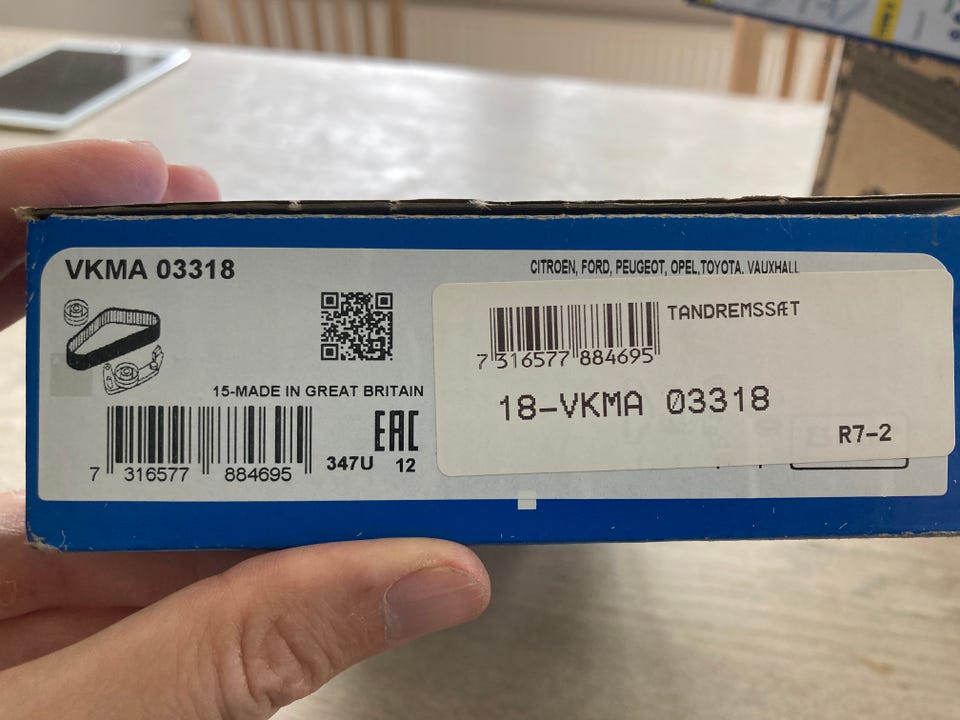 VKMA 03318
CITROEN, FORD, PEUGEOT, OPEL,TOYOTA. VAUXHALL
15-MADE IN GREAT BRITAIN
EAC
7 316577 884695
347U 12
TANDREMSSÆT
7 316577 884695
18-VKMA 03318
R7-2